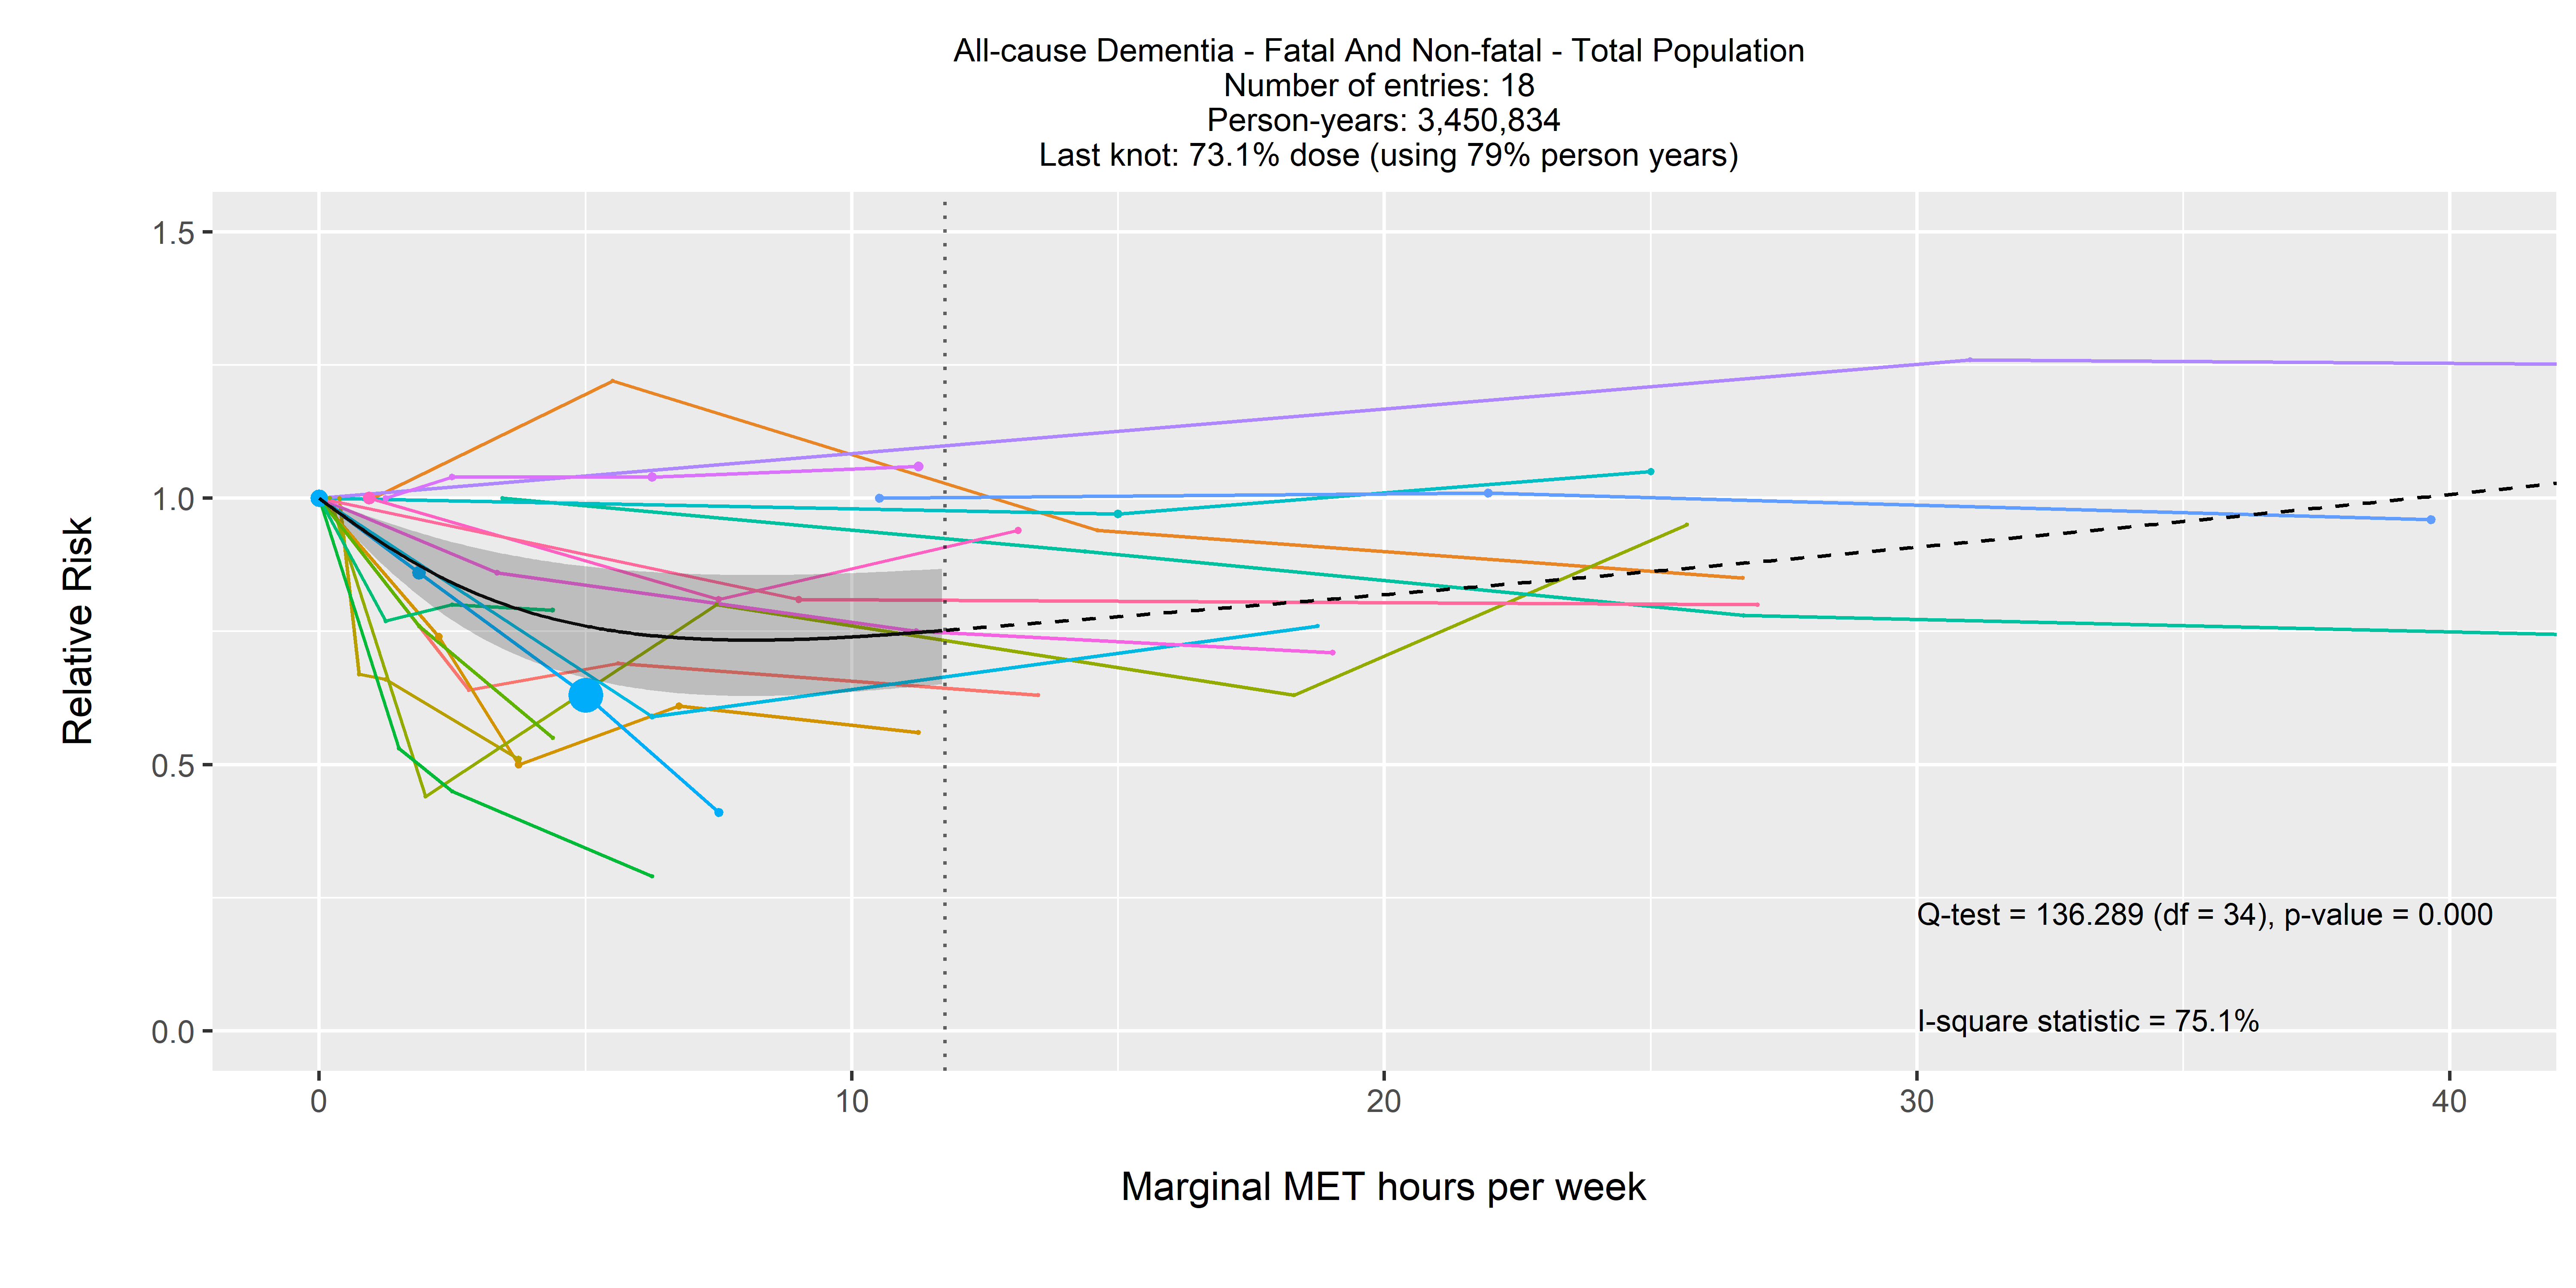 All-cause Dementia - Fatal And Non-fatal - Total Population
Number of entries: 18
Person-years: 3,450,834
Last knot: 73.1% dose (using 79% person years)
Relative Risk
1.5
1.0
0.5
0.0
Q-test = 136.289 (df = 34), p-value = 0.000
I-square statistic = 75.1%
0 10 20 30 40
Marginal MET hours per week